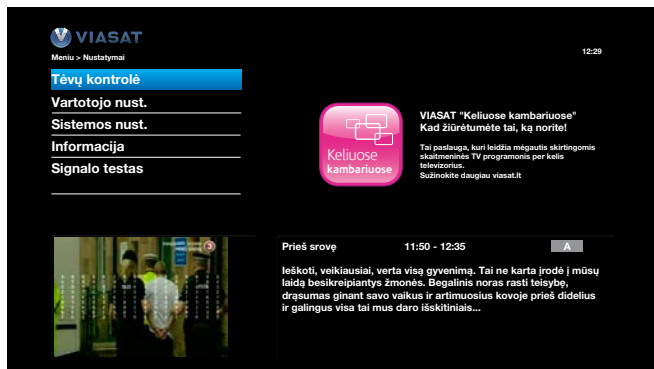 VIASAT
Meniu > Nustatymai
12:29
Tėvų kontrolė
Vartotojo nust.
Sistemos nust.
Informacija
Signalo testas
Keliuose
kambariuose
VIASAT "Keliuose kambariuose"
Kad žiūrėtumėte tai, ką norite!
Tai paslauga, kuri leidžia mėgautis skirtingomis
skaitmeninės TV programonis per kelis
televizorius.
Sužinokite daugiau viasat.lt
3
Prieš srovę 11:50 - 12:35 A
Ieškoti, veikiausiai, verta visą gyvenimą. Tai ne karta įrodė į mūsų
laidą besikreipiantys žmonės. Begalinis noras rasti teisybę,
drąsumas ginant savo vaikus ir artimuosius kovoje prieš didelius
ir galingus visa tai mus daro išskitiniais...